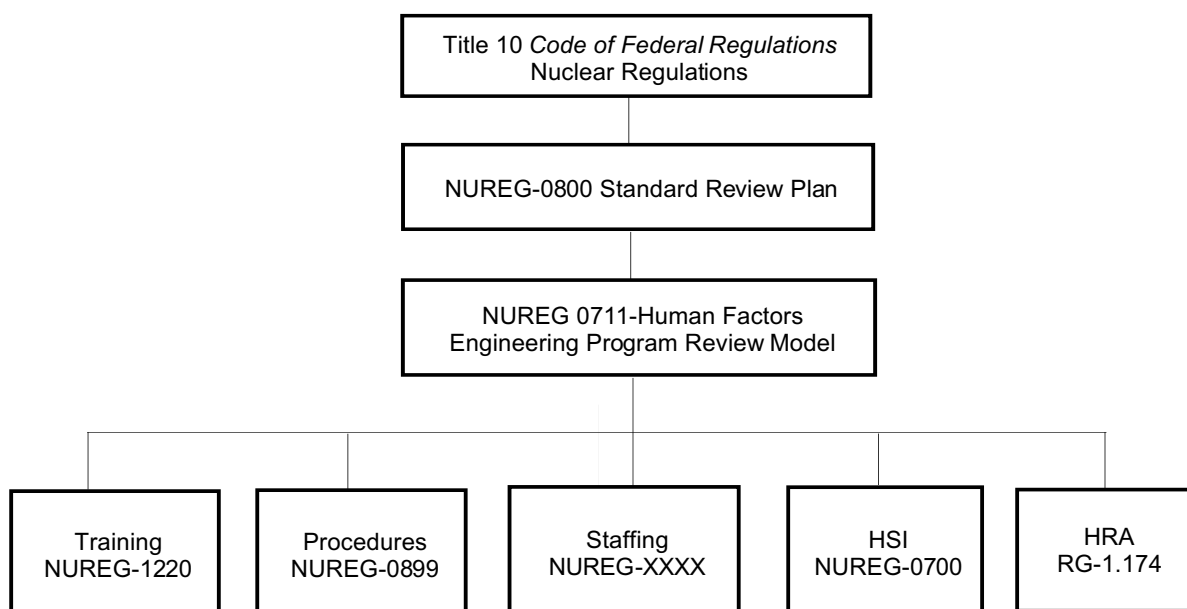 Title 10 Code of Federal Regulations
Nuclear Regulations
NUREG-0800 Standard Review Plan
NUREG 0711-Human Factors
Engineering Program Review Model
Training
NUREG-1220
Procedures
NUREG-0899
Staffing
NUREG-XXXX
HSI
NUREG-0700
HRA
RG-1.174